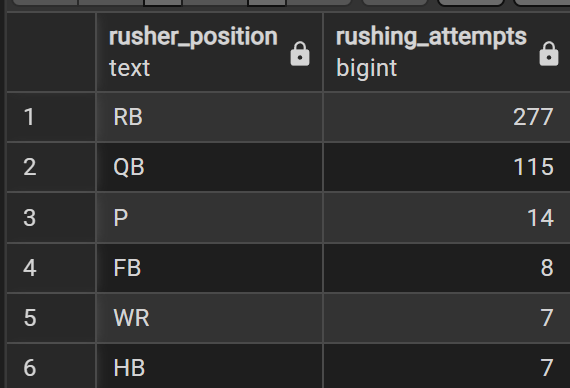 rusher_position rushing_attempts
text bigint
1 RB 277
2 QB 115
3 P 14
4 FB 8
5 WR 7
6 HB 7